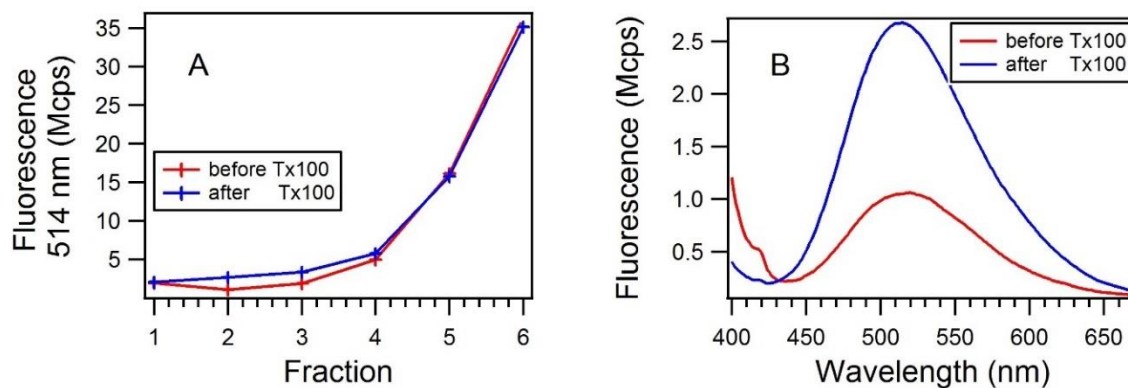 A
Fluorescence
514 nm (Mcps)
35
30
25
20
15
10
5
before Tx100
after Tx100
1 2 3 4 5 6
Fraction
B
Fluorescence (Mcps)
2.5
2.0
1.5
1.0
0.5
before Tx100
after Tx100
400 450 500 550 600 650
Wavelength (nm)